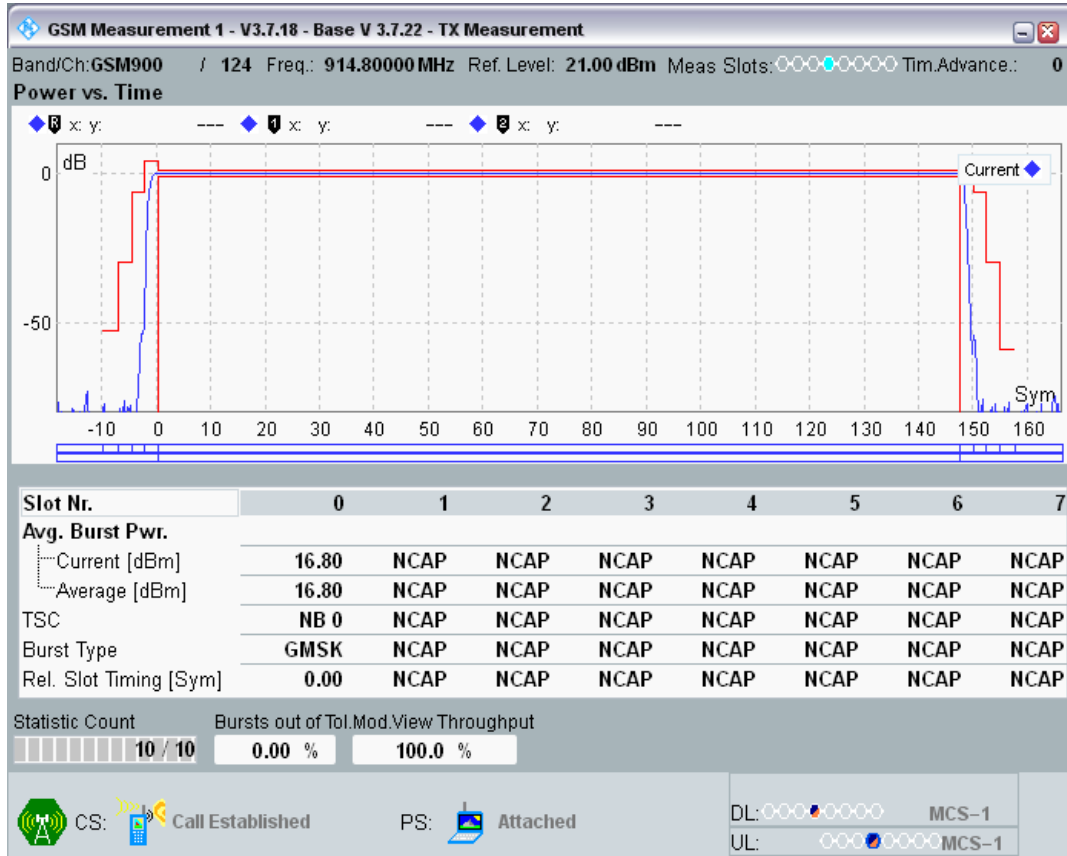 GSM Measurement 1 - V3.7.18 - Base V 3.7.22 - TX Measurement
Band/Ch:GSM900 / 124 Freq.: 914.80000 MHz Ref. Level: 21.00 dBm Meas Slots: Tim.Advance.: 0
Power vs. Time
R x: y: --- 1 x: y: --- 2 x: y: ---
dB
Current
0
-50
Sym
-10 0 10 20 30 40 50 60 70 80 90 100 110 120 130 140 150 160
Slot Nr. 0 1 2 3 4 5 6 7
Avg. Burst Pwr.
Current [dBm] 16.80 NCAP NCAP NCAP NCAP NCAP NCAP NCAP
Average [dBm] 16.80 NCAP NCAP NCAP NCAP NCAP NCAP NCAP
TSC NB 0 NCAP NCAP NCAP NCAP NCAP NCAP NCAP
Burst Type GMSK NCAP NCAP NCAP NCAP NCAP NCAP NCAP
Rel. Slot Timing [Sym] 0.00 NCAP NCAP NCAP NCAP NCAP NCAP NCAP
Statistic Count Bursts out of Tol. Mod.View Throughput
10 / 10 0.00 % 100.0 %
CS: Call Established PS: Attached
DL: MCS-1
UL: MCS-1